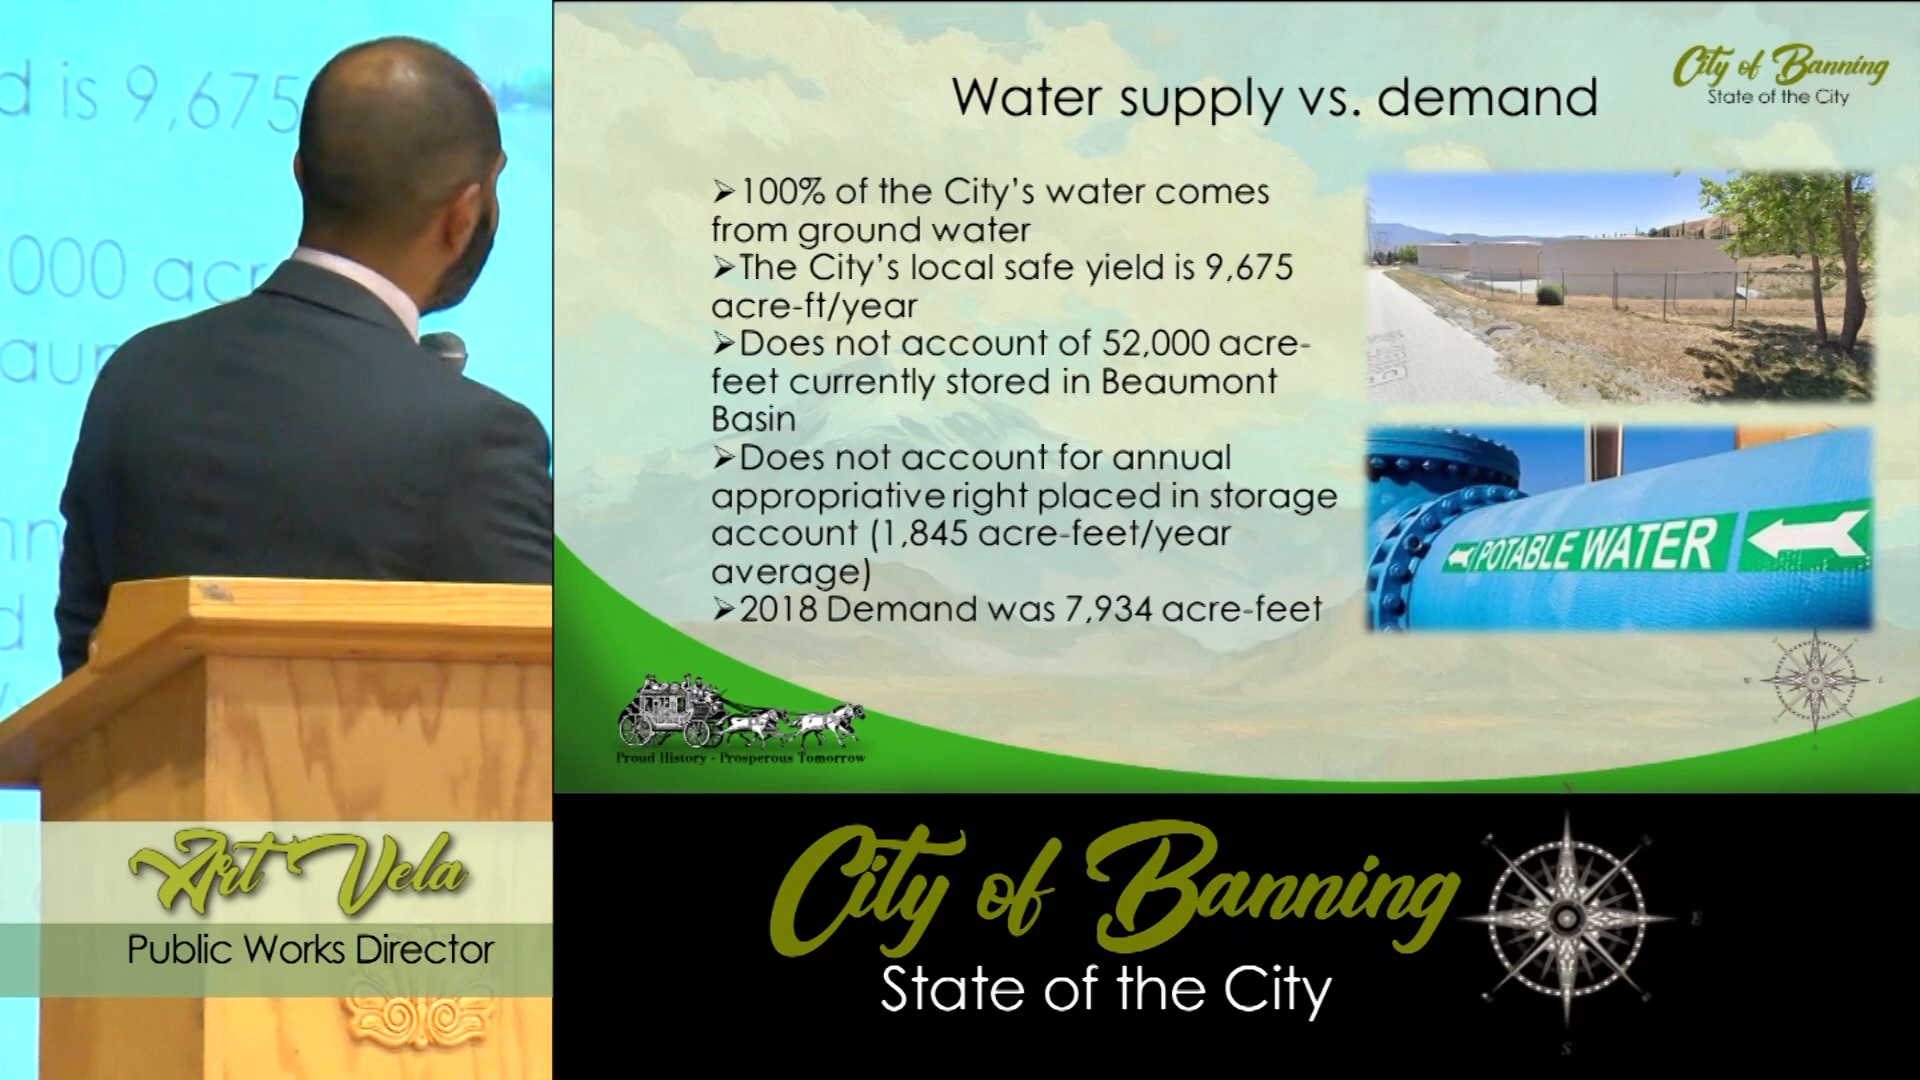 d is 9,675
000 acr
aum
nn
d
Water supply vs. demand
City of Banning
State of the City
➢100% of the City’s water comes
from ground water
➢The City’s local safe yield is 9,675
acre-ft/year
➢Does not account of 52,000 acre-
feet currently stored in Beaumont
Basin
➢Does not account for annual
appropriative right placed in storage
account (1,845 acre-feet/year
average)
➢2018 Demand was 7,934 acre-feet
POTABLE WATER
Proud History - Prosperous Tomorrow
Art Vela
Public Works Director
City of Banning
State of the City
E
S